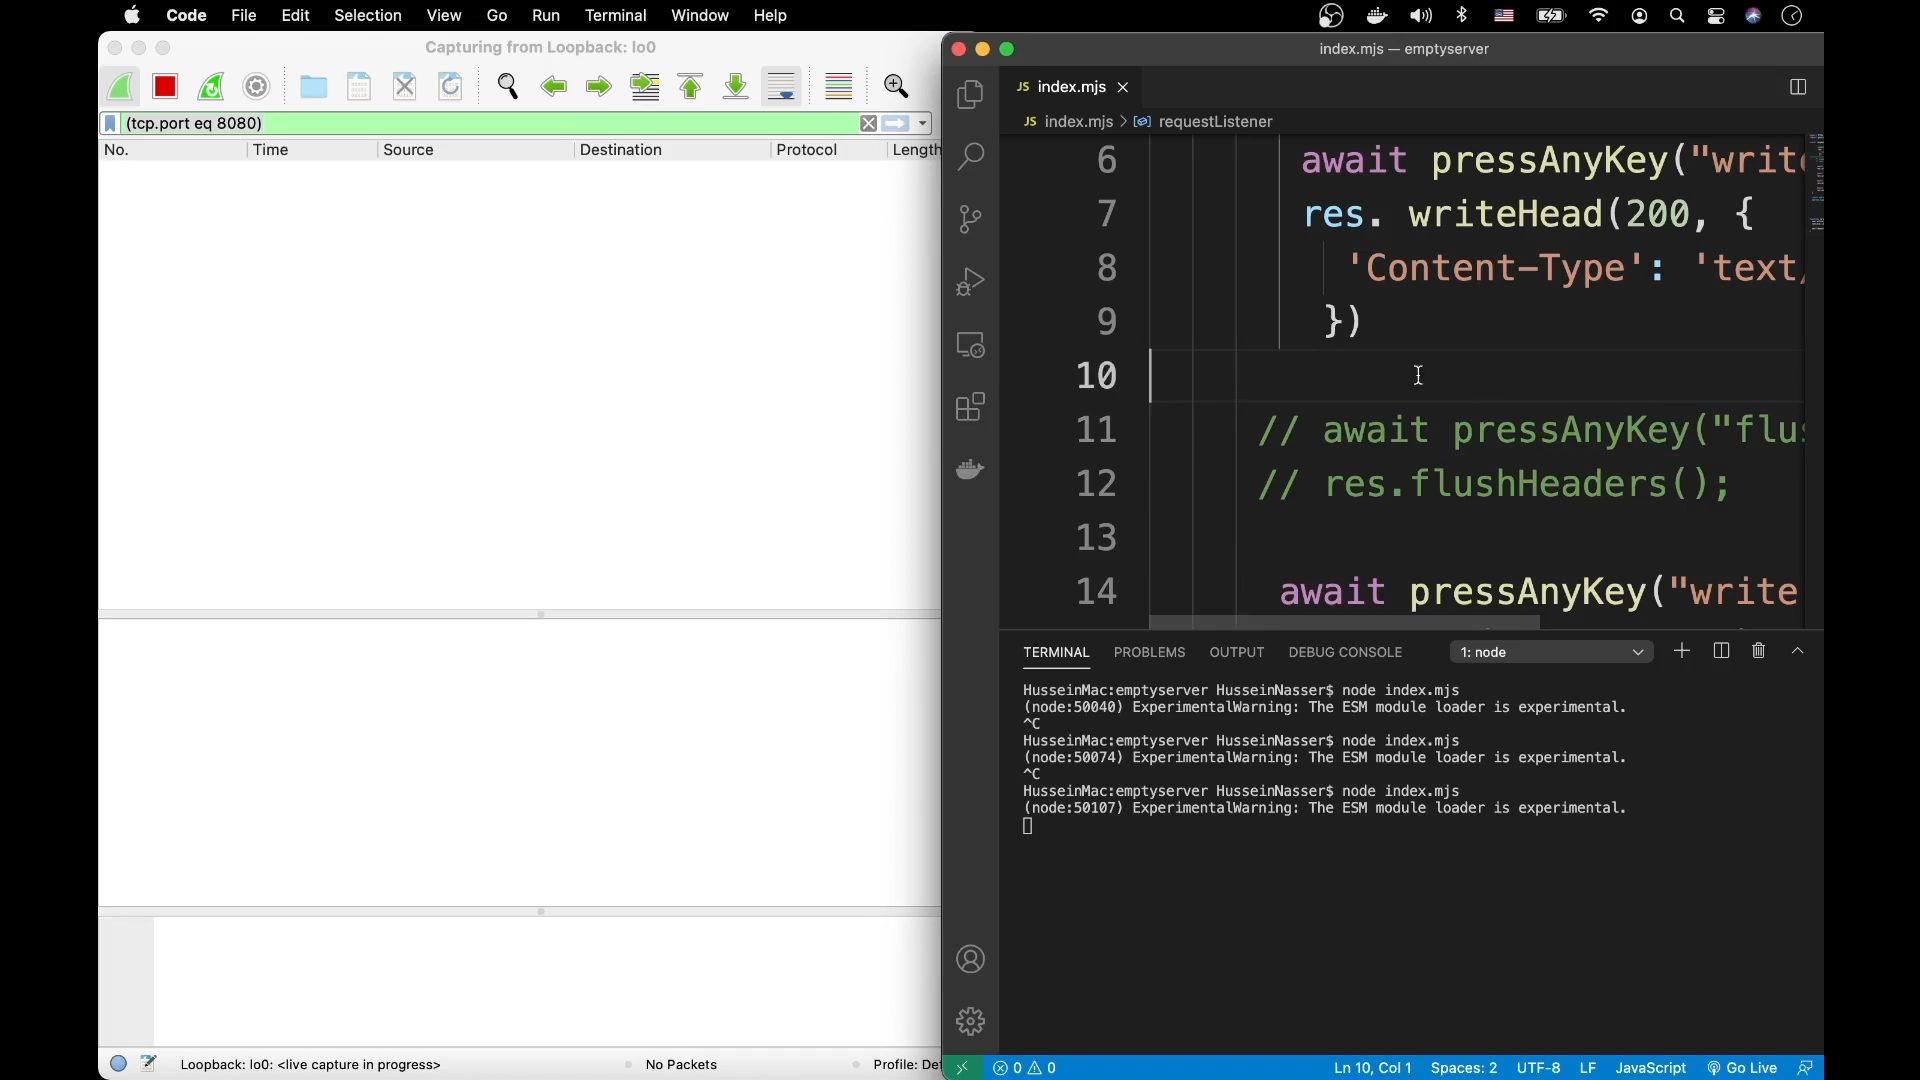 Code File Edit Selection View Go Run Terminal Window Help
Capturing from Loopback: lo0
(tcp.port eq 8080)
No. Time Source Destination Protocol Length
Loopback: lo0: <live capture in progress> No Packets Profile: De
index.mjs — emptyserver
JS index.mjs
JS index.mjs > requestListener
6 await pressAnyKey("write
7 res. writeHead(200, {
8 'Content-Type': 'text/
9 })
10
11 // await pressAnyKey("flus
12 // res.flushHeaders();
13
14 await pressAnyKey("write
TERMINAL PROBLEMS OUTPUT DEBUG CONSOLE 1: node
HusseinMac:emptyserver HusseinNasser$ node index.mjs
(node:50040) ExperimentalWarning: The ESM module loader is experimental.
^C
HusseinMac:emptyserver HusseinNasser$ node index.mjs
(node:50074) ExperimentalWarning: The ESM module loader is experimental.
^C
HusseinMac:emptyserver HusseinNasser$ node index.mjs
(node:50107) ExperimentalWarning: The ESM module loader is experimental.
0 0 Ln 10, Col 1 Spaces: 2 UTF-8 LF JavaScript Go Live